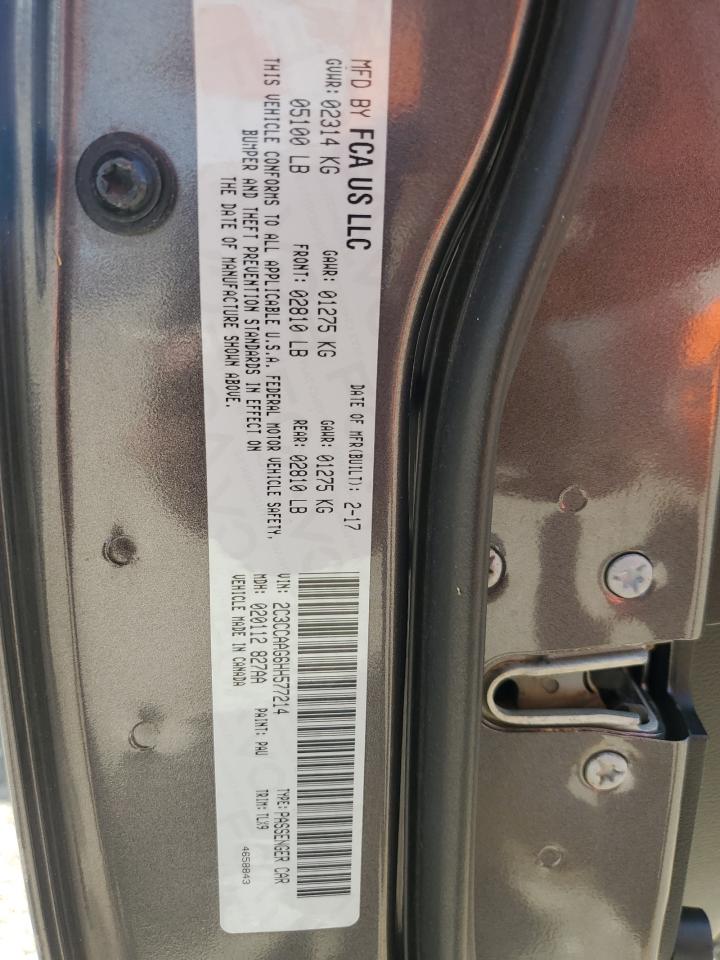 MFD BY FCA US LLC
DATE OF MFR(BUILT): 2-17
GVWR: 02314 KG
GAWR: 01275 KG
GAWR: 01275 KG
05100 LB
FRONT: 02810 LB
REAR: 02810 LB
THIS VEHICLE CONFORMS TO ALL APPLICABLE U.S.A. FEDERAL MOTOR VEHICLE SAFETY,
BUMPER AND THEFT PREVENTION STANDARDS IN EFFECT ON
THE DATE OF MANUFACTURE SHOWN ABOVE.
VIN: 2C3CCAAG6HH577214
TYPE: PASSENGER CAR
MDH: 020112 827AA
PAINT: PAU
TRIM: TLX9
VEHICLE MADE IN CANADA
4658843